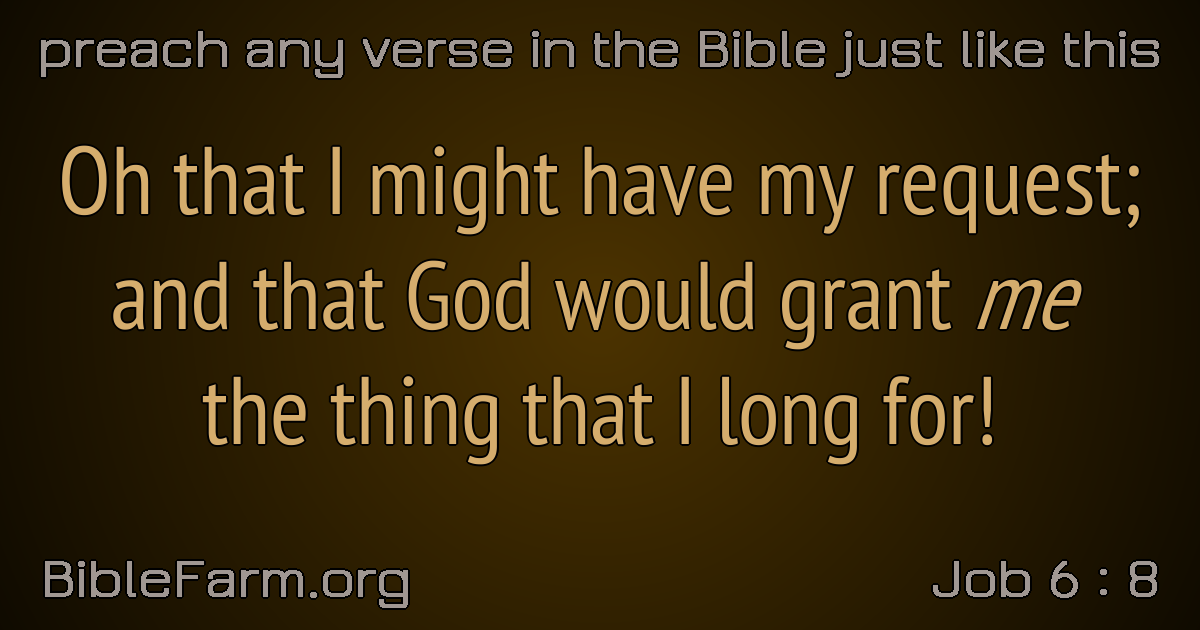 preach any verse in the Bible just like this
Oh that I might have my request;
and that God would grant me
the thing that I long for!
BibleFarm.org
Job 6 : 8